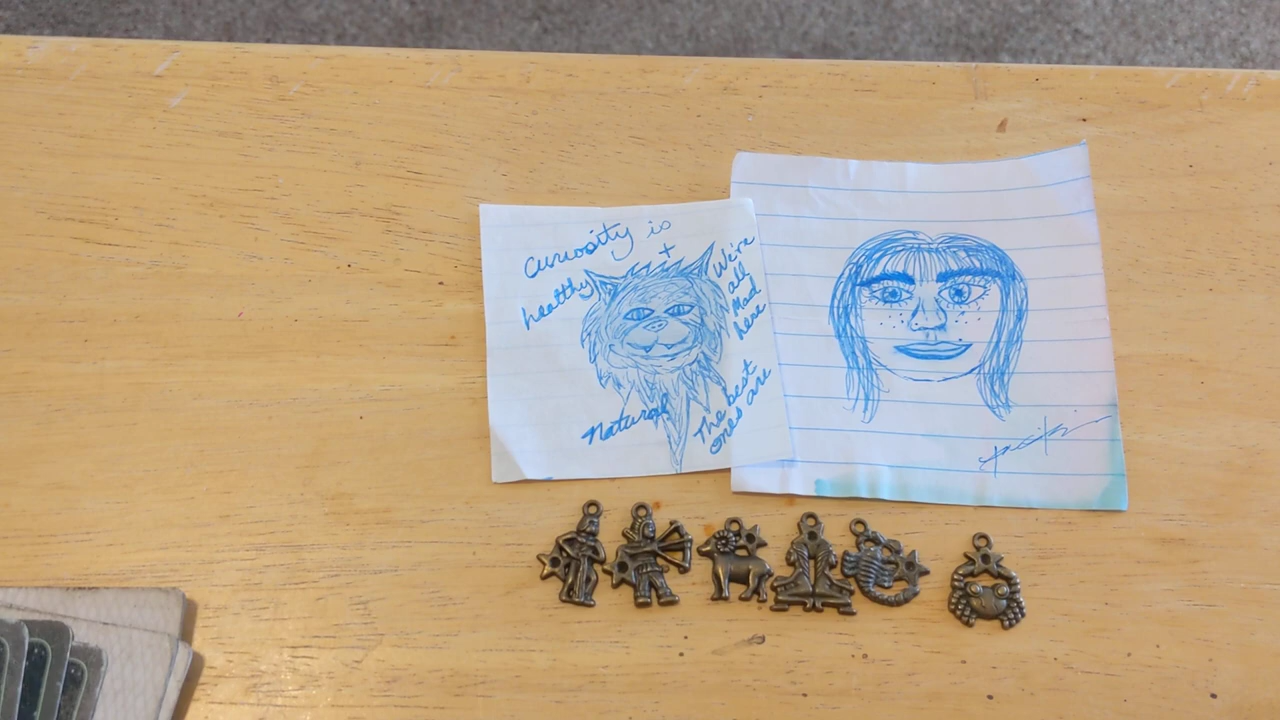 curiosity is
+
healthy
Natural
We're
all
Mad
here
The best
ones are